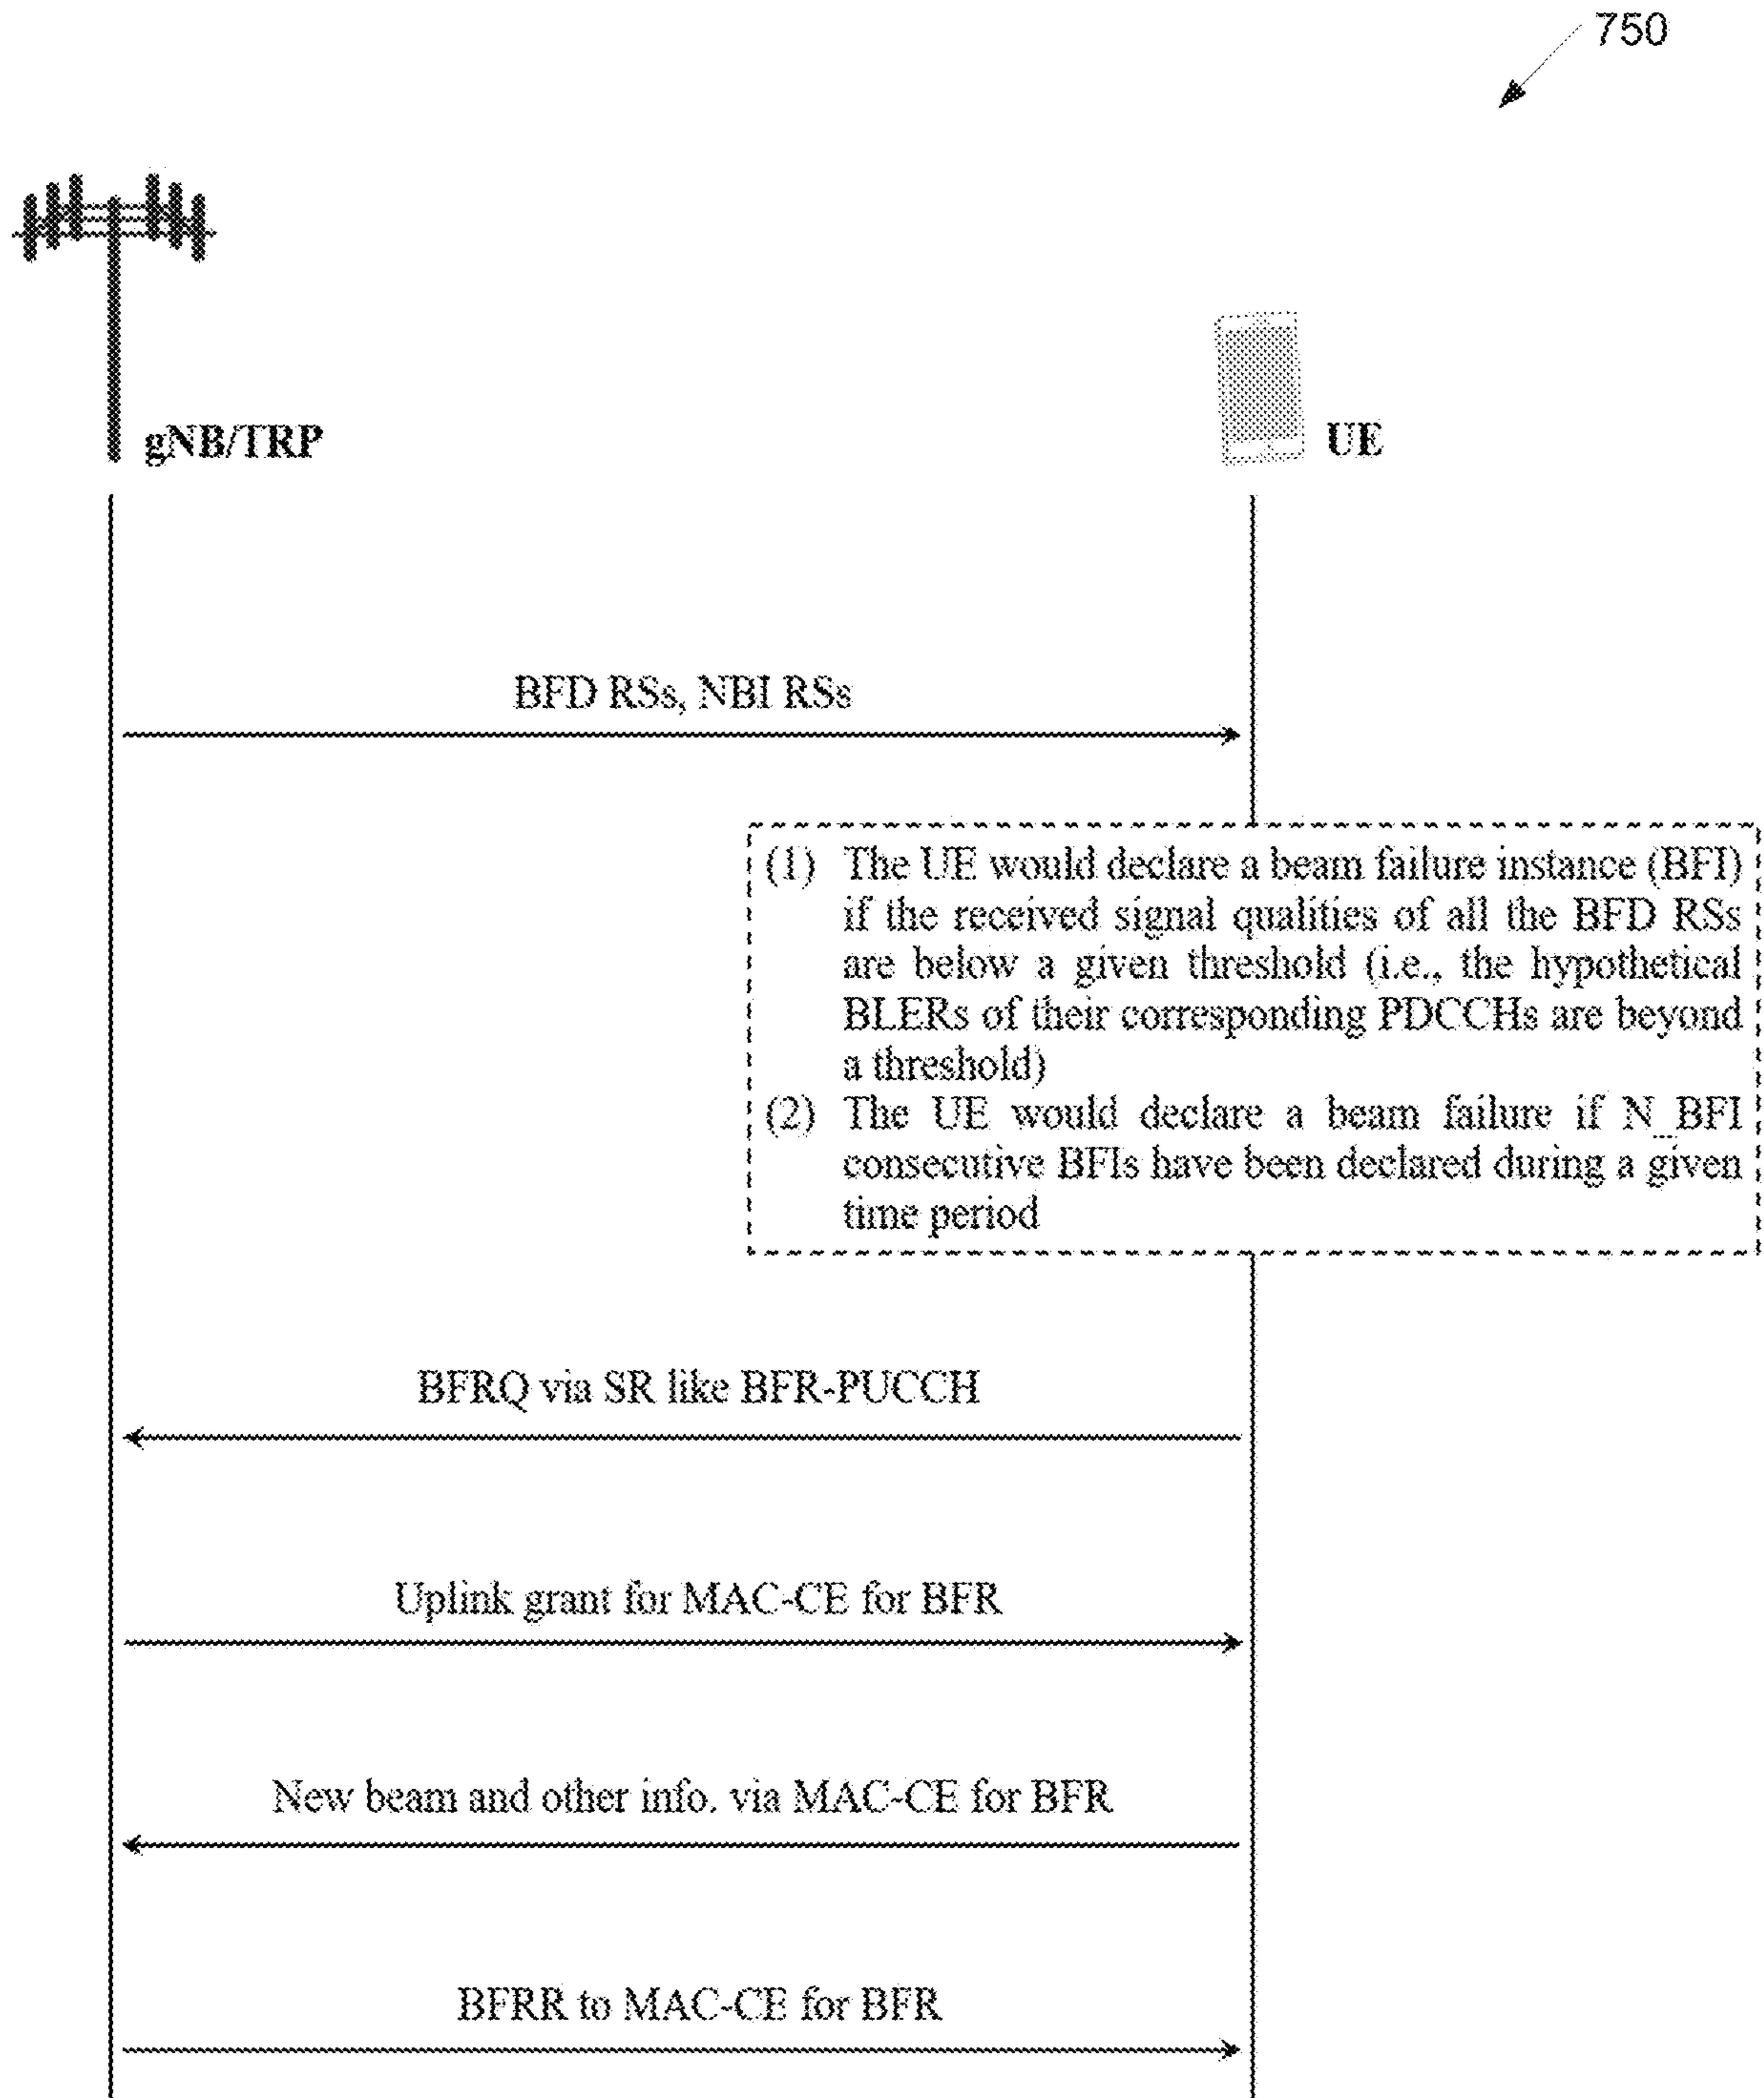 750
gNB/TRP
UE
BFD RSs, NBI RSs
(1) The UE would declare a beam failure instance (BFI)
if the received signal qualities of all the BFD RSs
are below a given threshold (i.e., the hypothetical
BLERs of their corresponding PDCCHs are beyond
a threshold)
(2) The UE would declare a beam failure if N_BFI
consecutive BFIs have been declared during a given
time period
BFRQ via SR like BFR-PUCCH
Uplink grant for MAC-CE for BFR
New beam and other info. via MAC-CE for BFR
BFRR to MAC-CE for BFR